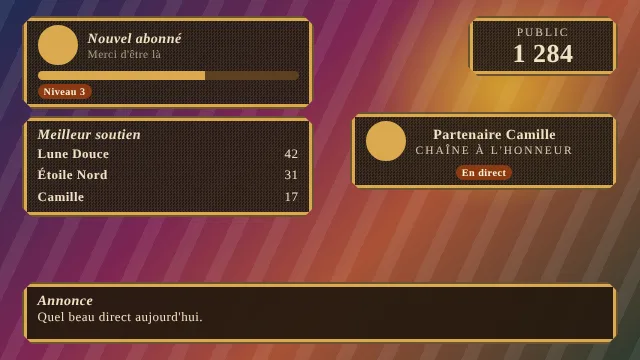 Nouvel abonné
Merci d'être là
Niveau 3
PUBLIC
1 284
Meilleur soutien
Lune Douce 42
Étoile Nord 31
Camille 17
Partenaire Camille
CHAÎNE À L'HONNEUR
En direct
Annonce
Quel beau direct aujourd'hui.